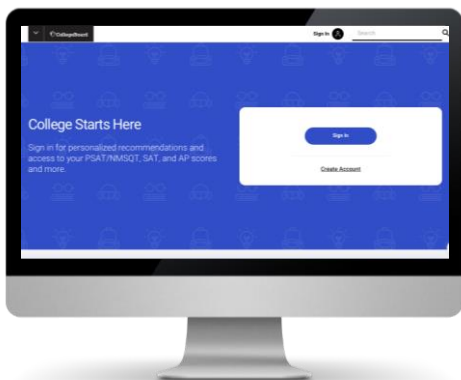 CollegeBoard
Sign In
Search
College Starts Here
Sign in for personalized recommendations and
access to your PSAT/NMSQT, SAT, and AP scores
and more.
Sign In
Create Account